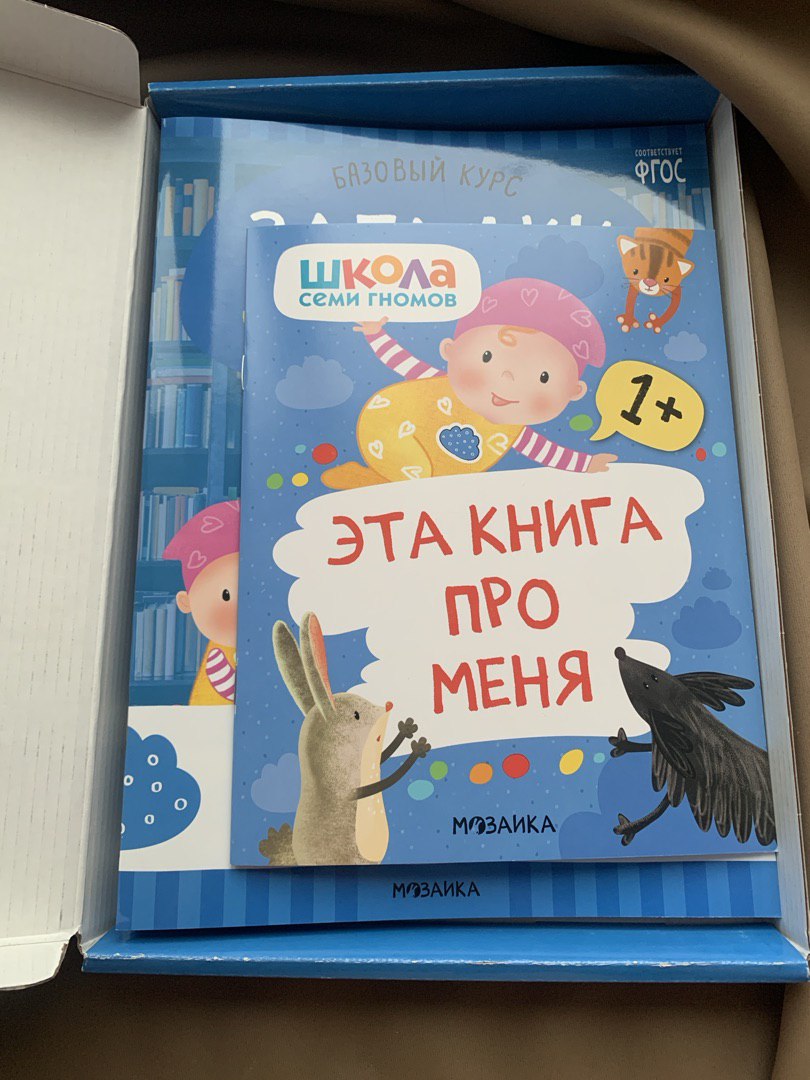 БАЗОВЫЙ КУРС
СООТВЕТСТВУЕТ
ФГОС
ШКОЛА
СЕМИ ГНОМОВ
1+
ЭТА КНИГА
ПРО
МЕНЯ
МОЗАИКА
МОЗАИКА